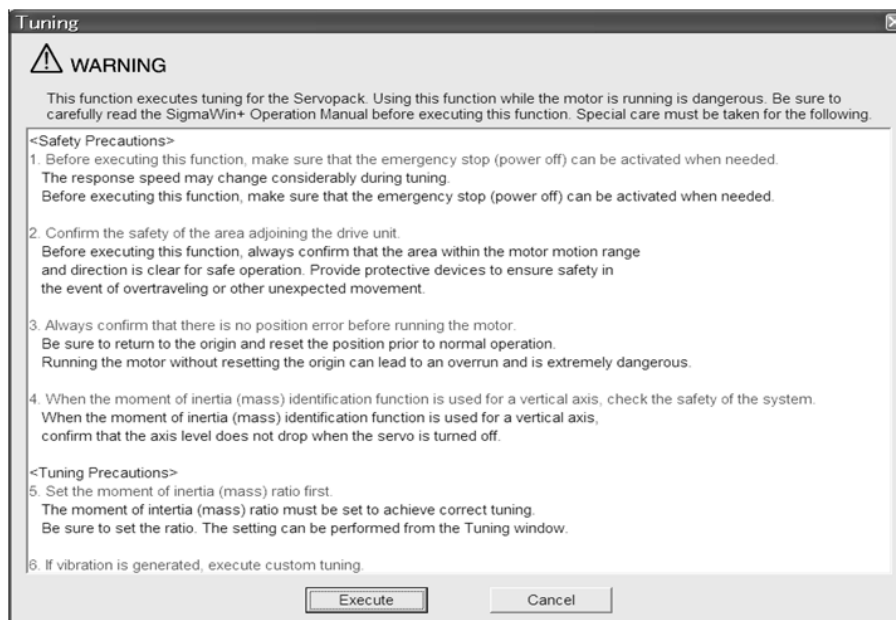 Tuning
WARNING
This function executes tuning for the Servopack. Using this function while the motor is running is dangerous. Be sure to
carefully read the SigmaWin+ Operation Manual before executing this function. Special care must be taken for the following.
<Safety Precautions>
1. Before executing this function, make sure that the emergency stop (power off) can be activated when needed.
The response speed may change considerably during tuning.
Before executing this function, make sure that the emergency stop (power off) can be activated when needed.
2. Confirm the safety of the area adjoining the drive unit.
Before executing this function, always confirm that the area within the motor motion range
and direction is clear for safe operation. Provide protective devices to ensure safety in
the event of overtraveling or other unexpected movement.
3. Always confirm that there is no position error before running the motor.
Be sure to return to the origin and reset the position prior to normal operation.
Running the motor without resetting the origin can lead to an overrun and is extremely dangerous.
4. When the moment of inertia (mass) identification function is used for a vertical axis, check the safety of the system.
When the moment of inertia (mass) identification function is used for a vertical axis,
confirm that the axis level does not drop when the servo is turned off.
<Tuning Precautions>
5. Set the moment of inertia (mass) ratio first.
The moment of intertia (mass) ratio must be set to achieve correct tuning.
Be sure to set the ratio. The setting can be performed from the Tuning window.
6. If vibration is generated, execute custom tuning.
Execute
Cancel